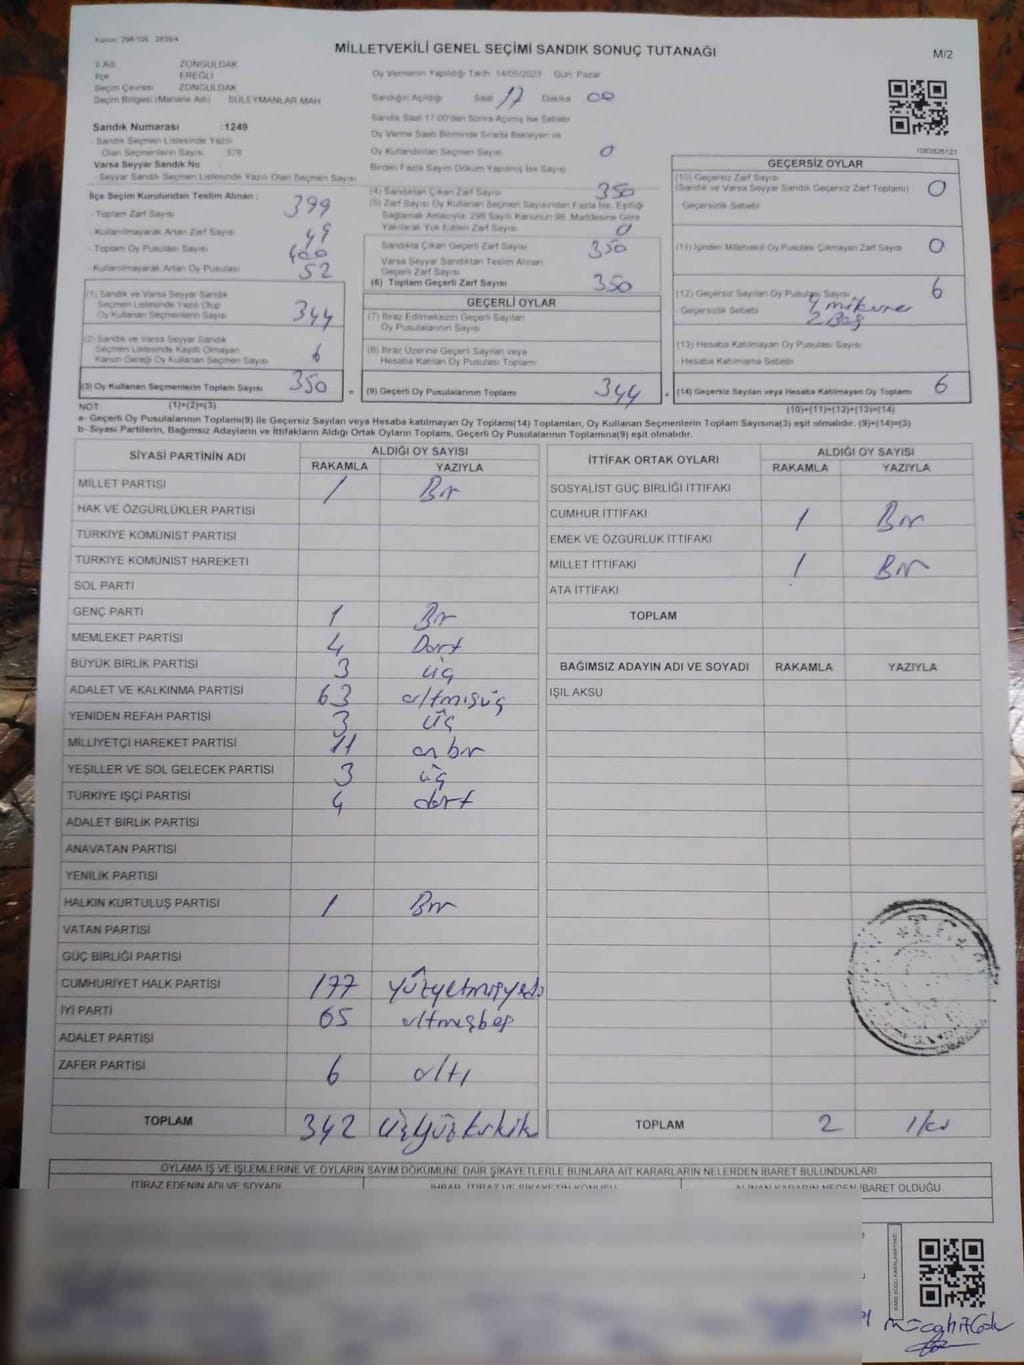 Kanun: 298/105 2839/4
MİLLETVEKİLİ GENEL SEÇİMİ SANDIK SONUÇ TUTANAĞI
M/2
İl Adı ZONGULDAK
İlçe EREĞLİ
Seçim Çevresi ZONGULDAK
Seçim Bölgesi (Mahalle Adı) SÜLEYMANLAR MAH
Sandık Numarası :1249
Sandık Seçmen Listesinde Yazılı
Olan Seçmenlerin Sayısı 378
Varsa Seyyar Sandık No
Seyyar Sandık Seçmen Listesinde Yazılı Olan Seçmen Sayısı
Oy Vermenin Yapıldığı Tarih 14/05/2023 Gün Pazar
Sandığın Açıldığı Saat 17 Dakika 00
Sandık Saat 17:00'den Sonra Açılmış İse Sebebi
Oy Verme Saati Bitiminde Sırada Bekleyen ve
Oy Kullandırılan Seçmen Sayısı 0
Birden Fazla Sayım Döküm Yapılmış İse Sayısı
1083826121
İlçe Seçim Kurulundan Teslim Alınan :
- Toplam Zarf Sayısı 399
- Kullanılmayarak Artan Zarf Sayısı 49
- Toplam Oy Pusulası Sayısı 400
- Kullanılmayarak Artan Oy Pusulası 52
(1) Sandık ve Varsa Seyyar Sandık
Seçmen Listesinde Yazılı Olup
Oy Kullanan Seçmenlerin Sayısı 344
(2) Sandık ve Varsa Seyyar Sandık
Seçmen Listesinde Kayıtlı Olmayan
Kanun Gereği Oy Kullanan Seçmen Sayısı 6
(3) Oy Kullanan Seçmenlerin Toplam Sayısı 350 =
(4) Sandıktan Çıkan Zarf Sayısı 350
(5) Zarf Sayısı Oy Kullanan Seçmen Sayısından Fazla İse, Eşitliği
Sağlamak Amacıyla, 298 Sayılı Kanunun 98. Maddesine Göre
Yakılarak Yok Edilen Zarf Sayısı 0
Sandıkta Çıkan Geçerli Zarf Sayısı 350
Varsa Seyyar Sandıktan Teslim Alınan
Geçerli Zarf Sayısı
(6) Toplam Geçerli Zarf Sayısı 350
GEÇERLİ OYLAR
(7) İtiraz Edilmeksizin Geçerli Sayılan
Oy Pusulalarının Sayısı
(8) İtiraz Üzerine Geçerli Sayılan veya
Hesaba Katılan Oy Pusulası Toplamı
(9) Geçerli Oy Pusulalarının Toplamı 344 +
GEÇERSİZ OYLAR
(10) Geçersiz Zarf Sayısı
(Sandık ve Varsa Seyyar Sandık Geçersiz Zarf Toplamı) 0
Geçersizlik Sebebi
(11) İçinden Milletvekili Oy Pusulası Çıkmayan Zarf Sayısı 0
(12) Geçersiz Sayılan Oy Pusulası Sayısı 6
Geçersizlik Sebebi
(13) Hesaba Katılmayan Oy Pusulası Sayısı
Hesaba Katılmama Sebebi
(14) Geçersiz Sayılan veya Hesaba Katılmayan Oy Toplamı 6
NOT: (1)+(2)=(3)
(10)+(11)+(12)+(13)=(14)
a- Geçerli Oy Pusulaları Toplamı(9) ile Geçersiz Sayılan veya Hesaba katılmayan Oy Toplamı(14) Toplamları, Oy Kullanan Seçmenlerin Toplam Sayısına(3) eşit olmalıdır. (9)+(14)=(3)
b- Siyasi Partilerin, Bağımsız Adayların ve İttifakların Aldığı Ortak Oyların Toplamı, Geçerli Oy Pusulalarının Toplamına(9) eşit olmalıdır.
SİYASİ PARTİNİN ADI ALDIĞI OY SAYISI
RAKAMLA YAZIYLA
MİLLET PARTİSİ 1 Bir
HAK VE ÖZGÜRLÜKLER PARTİSİ
TÜRKİYE KOMÜNİST PARTİSİ
TÜRKİYE KOMÜNİST HAREKETİ
SOL PARTİ
GENÇ PARTİ 1 Bir
MEMLEKET PARTİSİ 4 Dört
BÜYÜK BİRLİK PARTİSİ 3 üç
ADALET VE KALKINMA PARTİSİ 63 altmışüç
YENİDEN REFAH PARTİSİ 3 üç
MİLLİYETÇİ HAREKET PARTİSİ 11 on bir
YEŞİLLER VE SOL GELECEK PARTİSİ 3 üç
TÜRKİYE İŞÇİ PARTİSİ 4 dört
ADALET BİRLİK PARTİSİ
ANAVATAN PARTİSİ
YENİLİK PARTİSİ
HALKIN KURTULUŞ PARTİSİ 1 Bir
VATAN PARTİSİ
GÜÇ BİRLİĞİ PARTİSİ
CUMHURİYET HALK PARTİSİ 177 yüzyetmişyedi
İYİ PARTİ 65 altmışbeş
ADALET PARTİSİ
ZAFER PARTİSİ 6 altı
TOPLAM 342 üçyüzkırkiki
İTTİFAK ORTAK OYLARI ALDIĞI OY SAYISI
RAKAMLA YAZIYLA
SOSYALİST GÜÇ BİRLİĞİ İTTİFAKI
CUMHUR İTTİFAKI 1 Bir
EMEK VE ÖZGÜRLÜK İTTİFAKI
MİLLET İTTİFAKI 1 Bir
ATA İTTİFAKI
TOPLAM
BAĞIMSIZ ADAYIN ADI VE SOYADI RAKAMLA YAZIYLA
IŞIL AKSU
TOPLAM 2 iki
OYLAMA İŞ VE İŞLEMLERİNE VE OYLARIN SAYIM DÖKÜMÜNE DAİR ŞİKAYETLERLE BUNLARA AİT KARARLARIN NELERDEN İBARET BULUNDUKLARI
İTİRAZ EDENİN ADI VE SOYADI İHBAR, İTİRAZ VE ŞİKAYETİN KONUSU ALINAN KARARIN NEDEN İBARET OLDUĞU